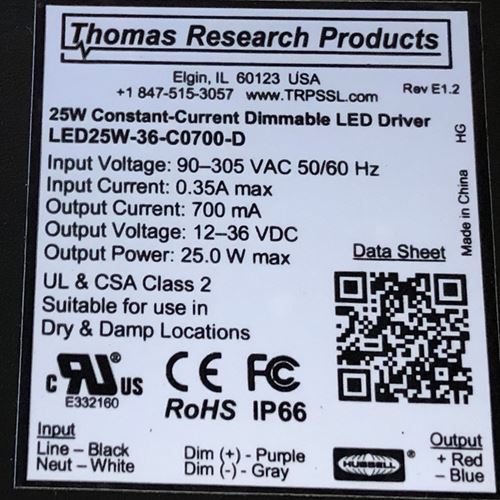 Thomas Research Products
Elgin, IL 60123 USA
+1 847-515-3057 www.TRPSSL.com Rev E1.2
25W Constant-Current Dimmable LED Driver
LED25W-36-C0700-D
HG
Input Voltage: 90–305 VAC 50/60 Hz
Input Current: 0.35A max
Output Current: 700 mA
Output Voltage: 12–36 VDC
Output Power: 25.0 W max
Made in China
Data Sheet
UL & CSA Class 2
Suitable for use in
Dry & Damp Locations
c RU ® US
E332160
CE FC
RoHS IP66
Input
Line – Black
Neut – White
Dim (+) - Purple
Dim (-) - Gray
HUBBELL ®
Output
+ Red
– Blue